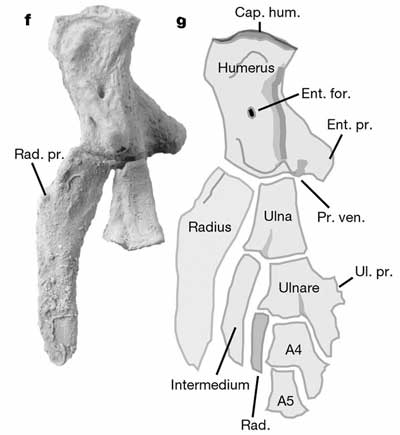 f
g
Cap. hum.
Humerus
Ent. for.
Ent. pr.
Rad. pr.
Pr. ven.
Radius
Ulna
Ulnare
Ul. pr.
A4
Intermedium
A5
Rad.